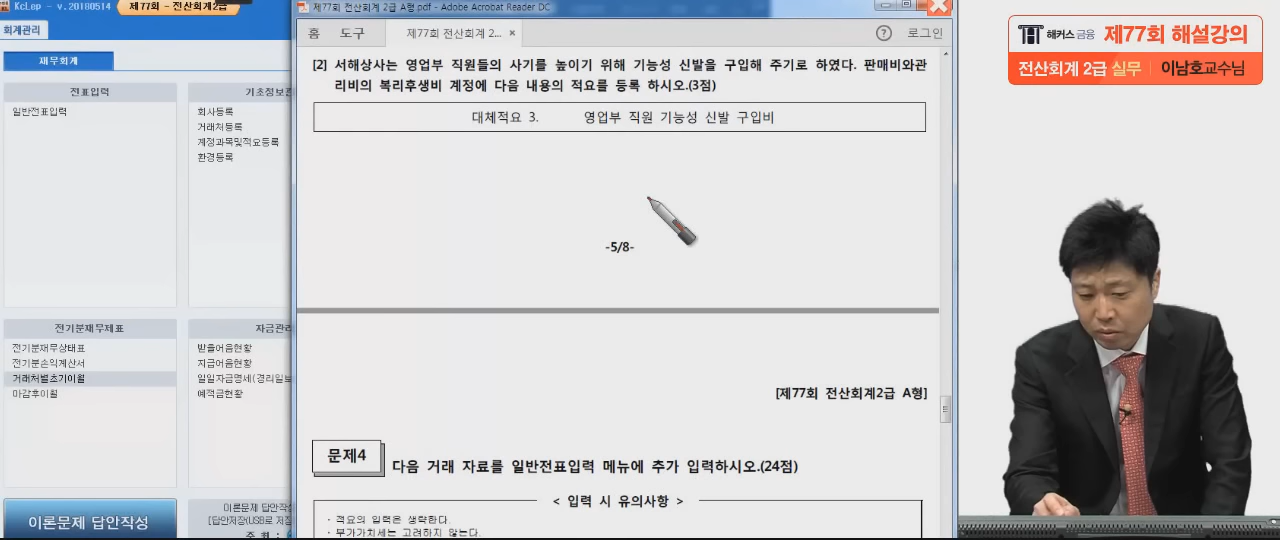 KcLep - v.20180514
제77회 - 전산회계2급
회계관리
재무회계
전표입력
일반전표입력
회사등록
거래처등록
계정과목및적요등록
환경등록
전기분재무제표
전기분재무상태표
전기분손익계산서
거래처별초기이월
마감후이월
자금관리
받을어음현황
지급어음현황
일일자금명세(경리일보
예적금현황
이론문제 답안작성
제77회 전산회계 2급 A형.pdf - Adobe Acrobat Reader DC
홈 도구 제77회 전산회계 2... × ? 로그인
[2] 서해상사는 영업부 직원들의 사기를 높이기 위해 기능성 신발을 구입해 주기로 하였다. 판매비와관
리비의 복리후생비 계정에 다음 내용의 적요를 등록 하시오.(3점)
대체적요 3. 영업부 직원 기능성 신발 구입비
-5/8-
[제77회 전산회계2급 A형]
문제4 다음 거래 자료를 일반전표입력 메뉴에 추가 입력하시오.(24점)
< 입력 시 유의사항 >
· 적요의 입력은 생략한다.
· 부가가치세는 고려하지 않는다.
해커스 금융 제77회 해설강의
전산회계 2급 실무 | 이남호교수님